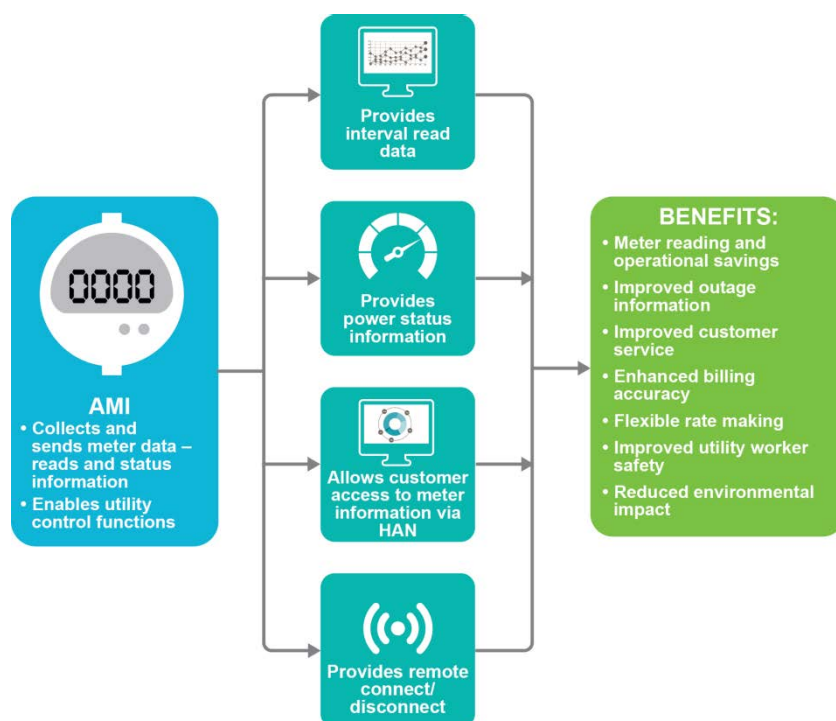 Provides
interval read
data
Provides
power status
information
Allows customer
access to meter
information via
HAN
Provides remote
connect/
disconnect
0000
AMI
• Collects and
sends meter data –
reads and status
information
• Enables utility
control functions
BENEFITS:
• Meter reading and
operational savings
• Improved outage
information
• Improved customer
service
• Enhanced billing
accuracy
• Flexible rate making
• Improved utility worker
safety
• Reduced environmental
impact